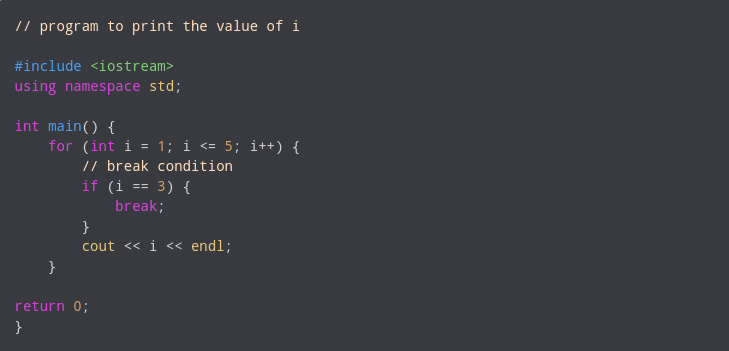 // program to print the value of i

#include <iostream>
using namespace std;

int main() {
    for (int i = 1; i <= 5; i++) {
        // break condition
        if (i == 3) {
            break;
        }
        cout << i << endl;
    }

return 0;
}